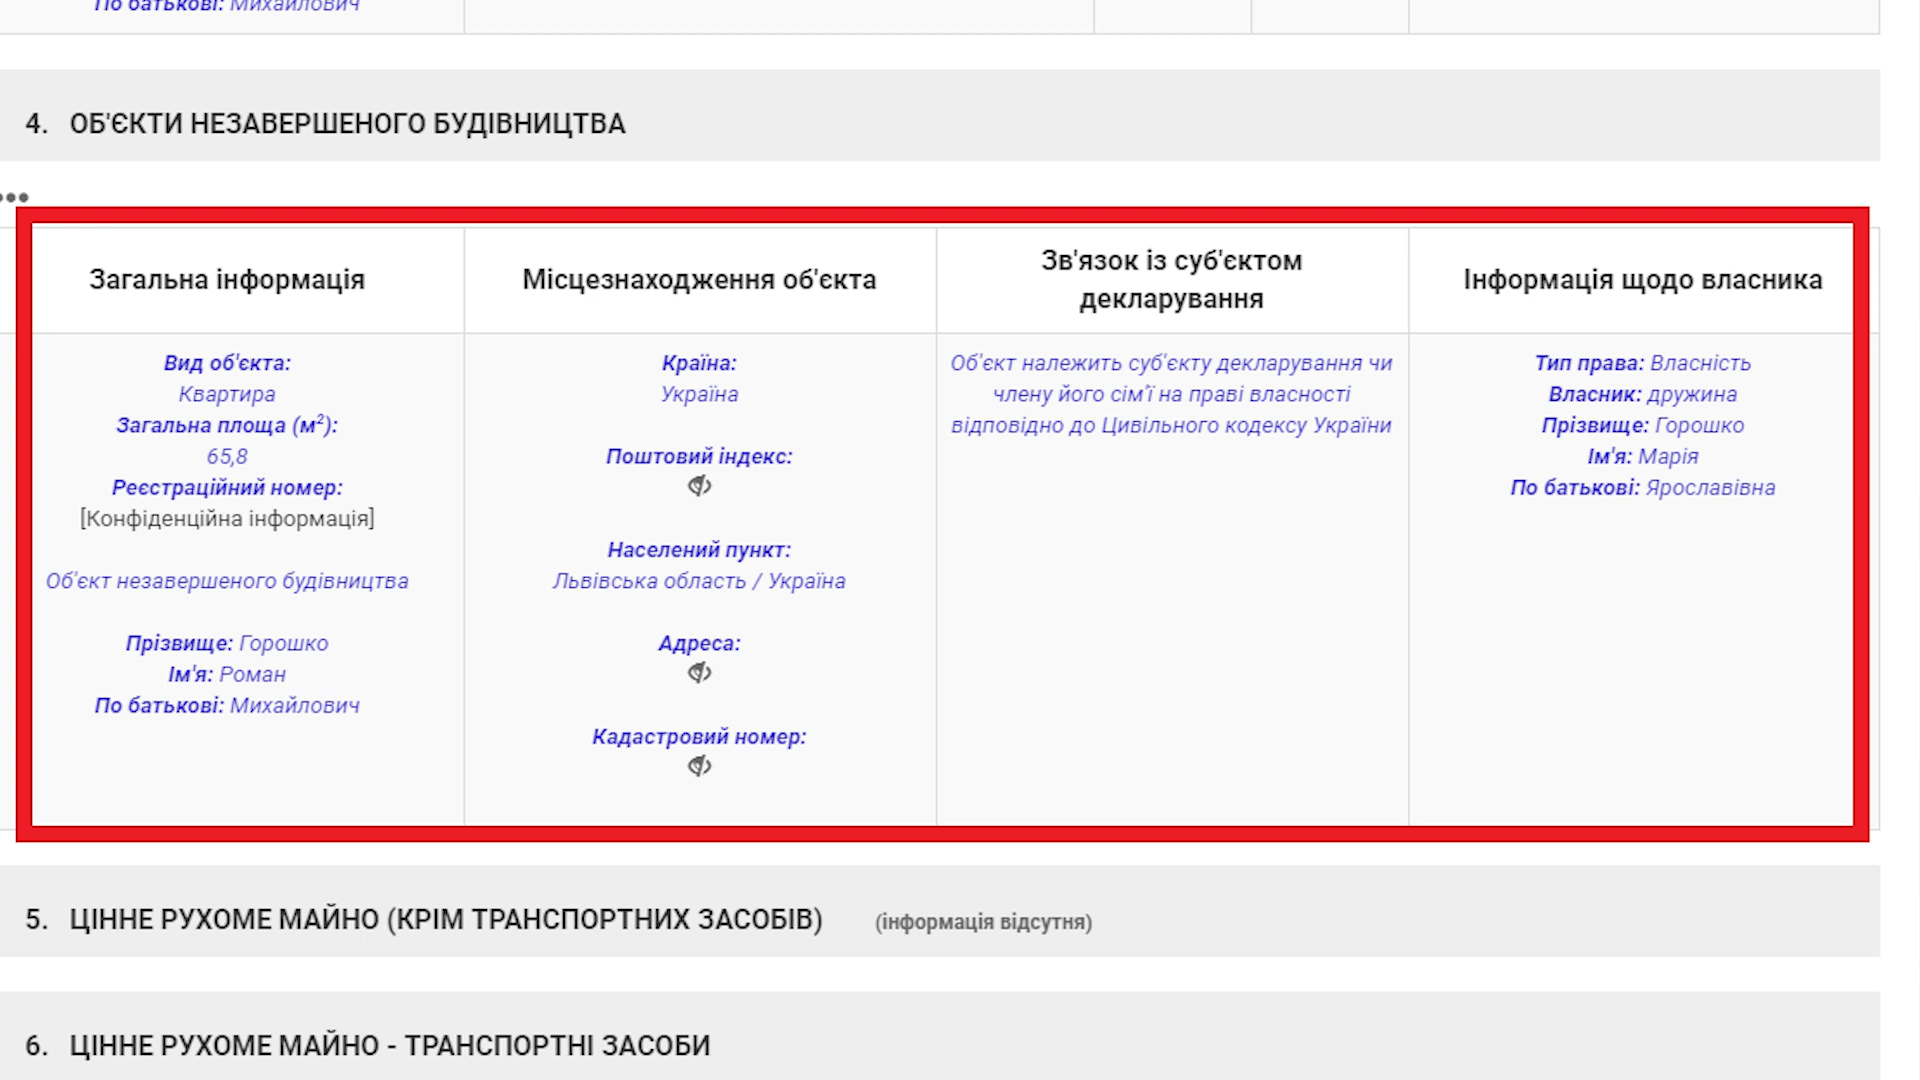 По батькові: Михайлович
4. ОБ'ЄКТИ НЕЗАВЕРШЕНОГО БУДІВНИЦТВА
Загальна інформація
Місцезнаходження об'єкта
Зв'язок із суб'єктом
декларування
Інформація щодо власника
Вид об'єкта:
Квартира
Загальна площа (м²):
65,8
Реєстраційний номер:
[Конфіденційна інформація]
Об'єкт незавершеного будівництва
Прізвище: Горошко
Ім'я: Роман
По батькові: Михайлович
Країна:
Україна
Поштовий індекс:
Населений пункт:
Львівська область / Україна
Адреса:
Кадастровий номер:
Об'єкт належить суб'єкту декларування чи
члену його сім'ї на праві власності
відповідно до Цивільного кодексу України
Тип права: Власність
Власник: дружина
Прізвище: Горошко
Ім'я: Марія
По батькові: Ярославівна
5. ЦІННЕ РУХОМЕ МАЙНО (КРІМ ТРАНСПОРТНИХ ЗАСОБІВ) (інформація відсутня)
6. ЦІННЕ РУХОМЕ МАЙНО - ТРАНСПОРТНІ ЗАСОБИ